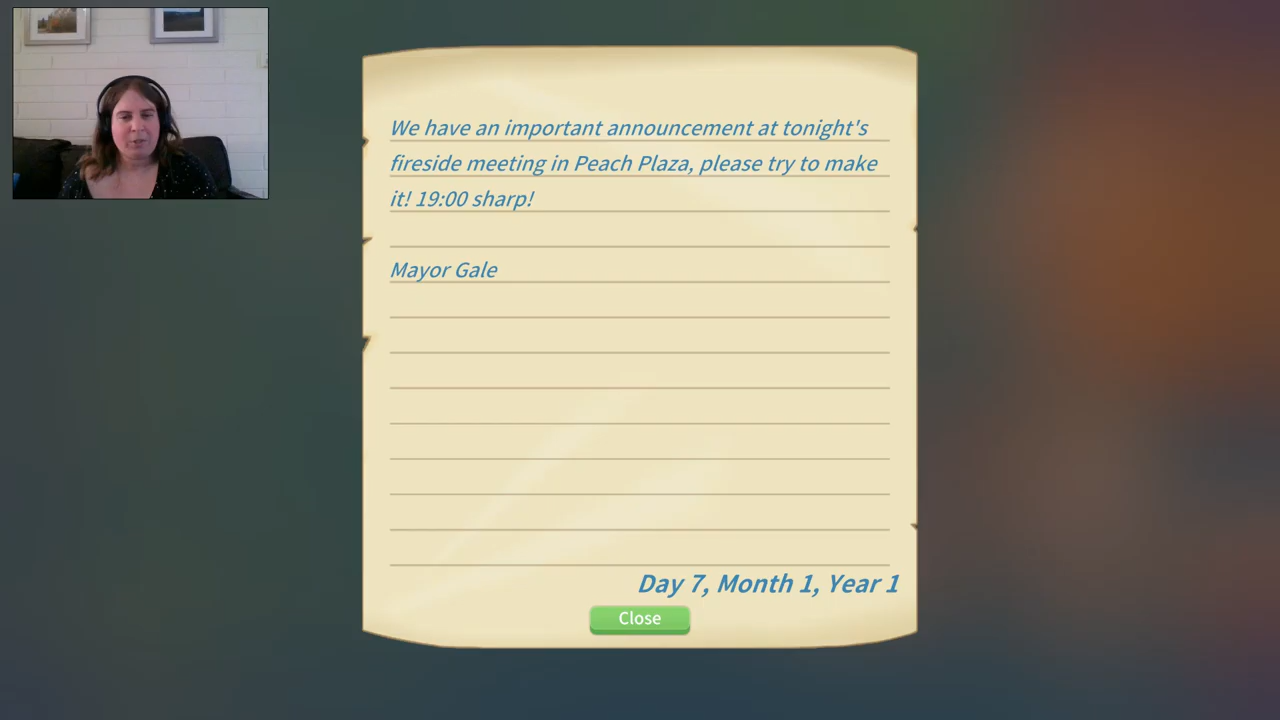 We have an important announcement at tonight's
fireside meeting in Peach Plaza, please try to make
it! 19:00 sharp!
Mayor Gale
Day 7, Month 1, Year 1
Close